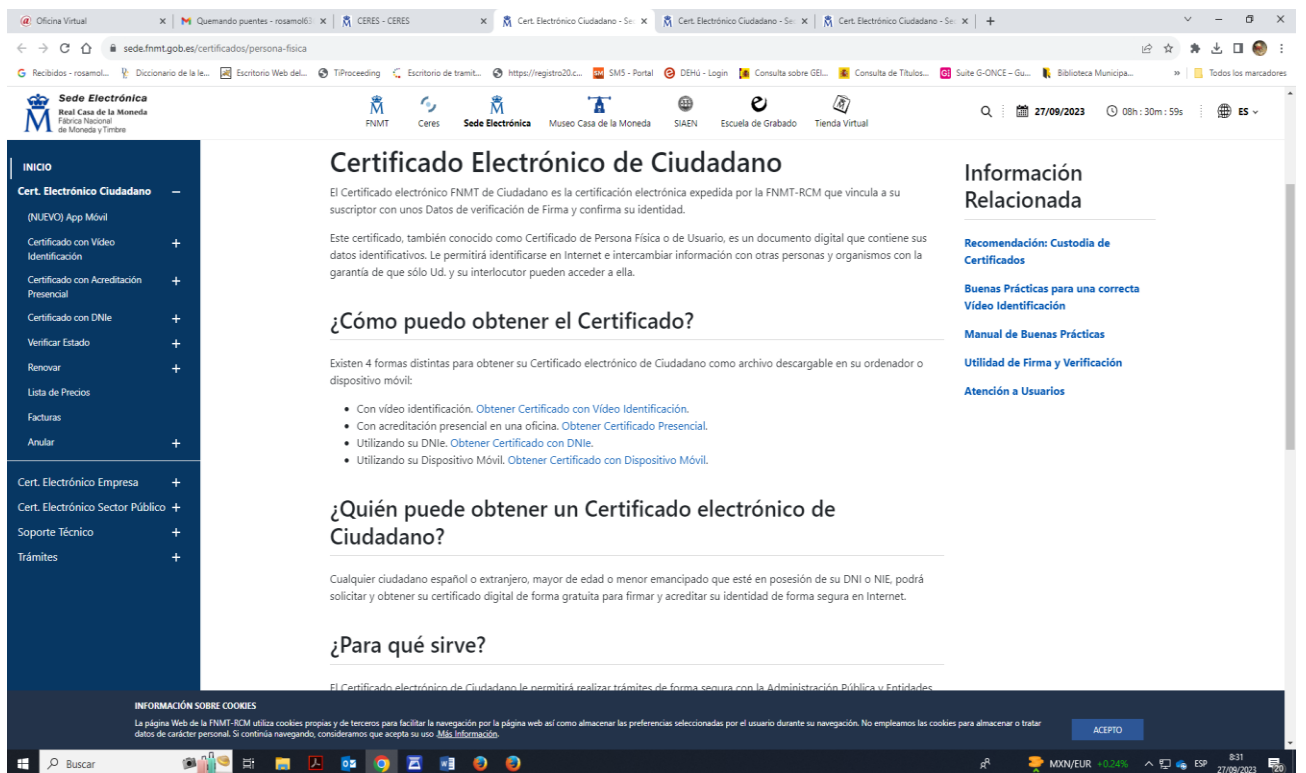 Oficina Virtual
Quemando puentes - rosamol63
CERES - CERES
Cert. Electrónico Ciudadano - Se
Cert. Electrónico Ciudadano - Se
Cert. Electrónico Ciudadano - Se
sede.fnmt.gob.es/certificados/persona-fisica
Recibidos - rosamol...
Diccionario de la le...
Escritorio Web del...
TiProceeding
Escritorio de tramit...
https://registro20.c...
SMS - Portal
DEHú - Login
Consulta sobre GEI...
Consulta de Títulos...
Suite G-ONCE – Gu...
Biblioteca Municipa...
»
Todos los marcadores
Sede Electrónica
Real Casa de la Moneda
Fábrica Nacional
de Moneda y Timbre
FNMT
Ceres
Sede Electrónica
Museo Casa de la Moneda
SIAEN
Escuela de Grabado
Tienda Virtual
27/09/2023
08h : 30m : 59s
ES
INICIO
Cert. Electrónico Ciudadano –
(NUEVO) App Móvil
Certificado con Vídeo +
Identificación
Certificado con Acreditación +
Presencial
Certificado con DNIe +
Verificar Estado +
Renovar +
Lista de Precios
Facturas
Anular +
Cert. Electrónico Empresa +
Cert. Electrónico Sector Público +
Soporte Técnico +
Trámites +
Certificado Electrónico de Ciudadano
El Certificado electrónico FNMT de Ciudadano es la certificación electrónica expedida por la FNMT-RCM que vincula a su
suscriptor con unos Datos de verificación de Firma y confirma su identidad.
Este certificado, también conocido como Certificado de Persona Física o de Usuario, es un documento digital que contiene sus
datos identificativos. Le permitirá identificarse en Internet e intercambiar información con otras personas y organismos con la
garantía de que sólo Ud. y su interlocutor pueden acceder a ella.
¿Cómo puedo obtener el Certificado?
Existen 4 formas distintas para obtener su Certificado electrónico de Ciudadano como archivo descargable en su ordenador o
dispositivo móvil:
• Con vídeo identificación. Obtener Certificado con Vídeo Identificación.
• Con acreditación presencial en una oficina. Obtener Certificado Presencial.
• Utilizando su DNIe. Obtener Certificado con DNIe.
• Utilizando su Dispositivo Móvil. Obtener Certificado con Dispositivo Móvil.
¿Quién puede obtener un Certificado electrónico de
Ciudadano?
Cualquier ciudadano español o extranjero, mayor de edad o menor emancipado que esté en posesión de su DNI o NIE, podrá
solicitar y obtener su certificado digital de forma gratuita para firmar y acreditar su identidad de forma segura en Internet.
¿Para qué sirve?
El Certificado electrónico de Ciudadano le permitirá realizar trámites de forma segura con la Administración Pública y Entidades
Información
Relacionada
Recomendación: Custodia de
Certificados
Buenas Prácticas para una correcta
Vídeo Identificación
Manual de Buenas Prácticas
Utilidad de Firma y Verificación
Atención a Usuarios
INFORMACIÓN SOBRE COOKIES
La página Web de la FNMT-RCM utiliza cookies propias y de terceros para facilitar la navegación por la página web así como almacenar las preferencias seleccionadas por el usuario durante su navegación. No empleamos las cookies para almacenar o tratar
datos de carácter personal. Si continúa navegando, consideramos que acepta su uso .Más Información.
ACEPTO
Buscar
MXN/EUR +0.24%
ESP
8:31
27/09/2023
20